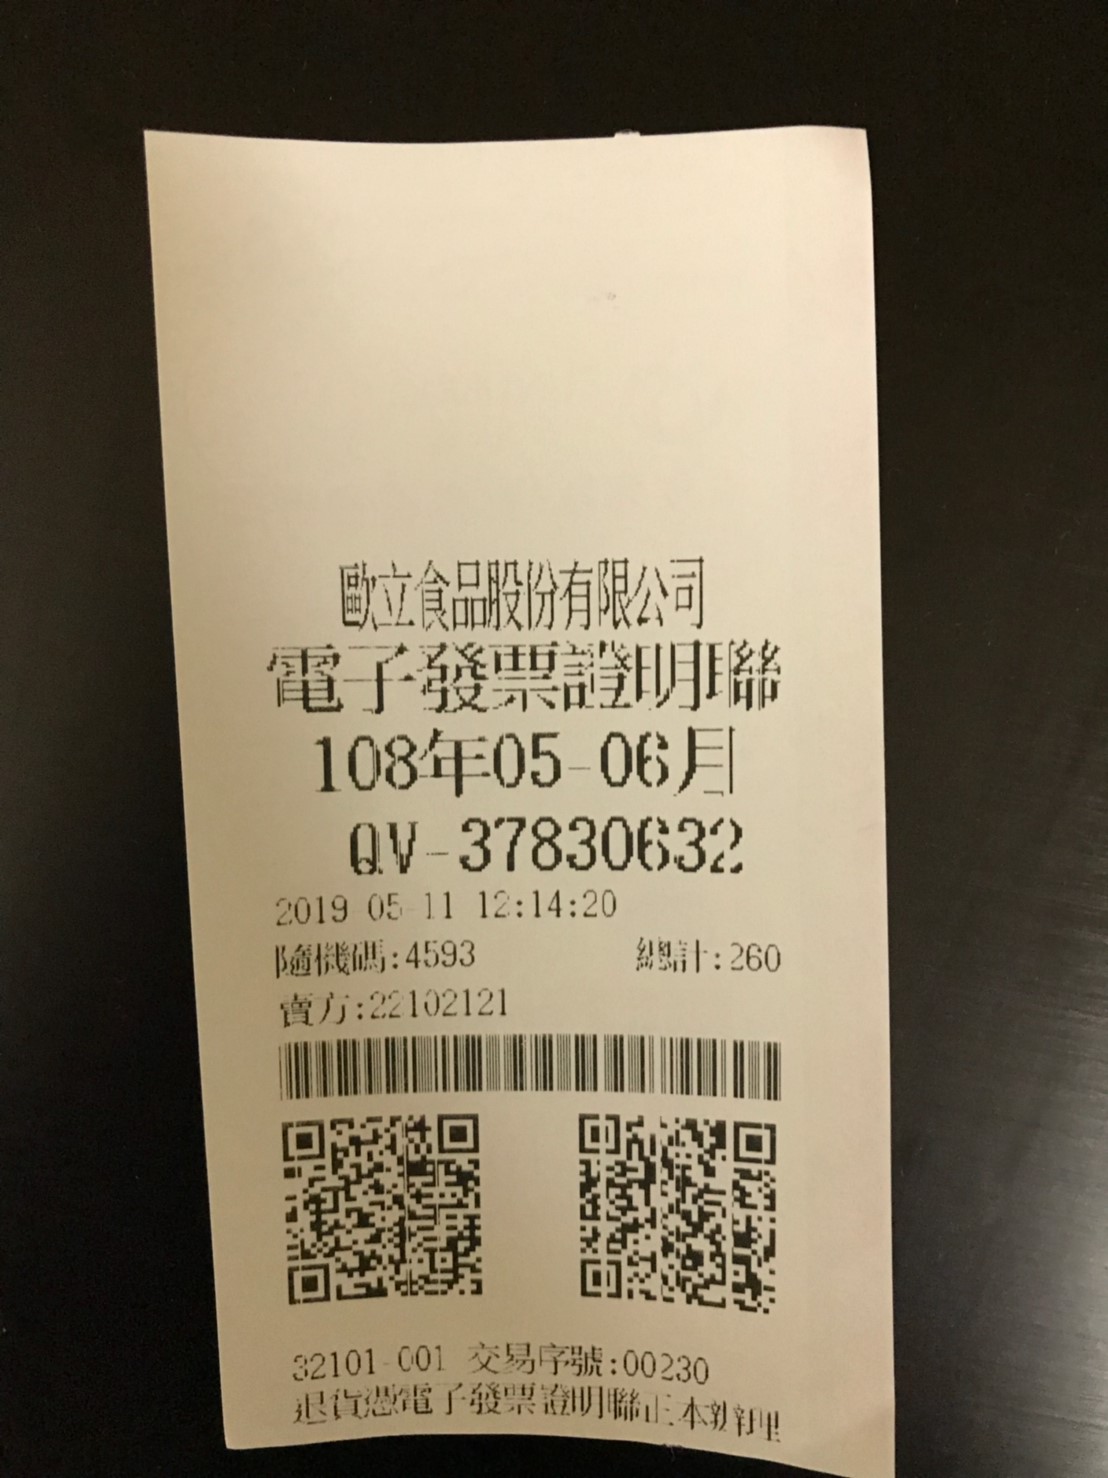 歐立食品股份有限公司
電子發票證明聯
108年05-06月
QV-37830632
2019-05-11 12:14:20
隨機碼:4593 總計:260
賣方:22102121
32101-001 交易序號:00230
退貨憑電子發票證明聯正本辦理